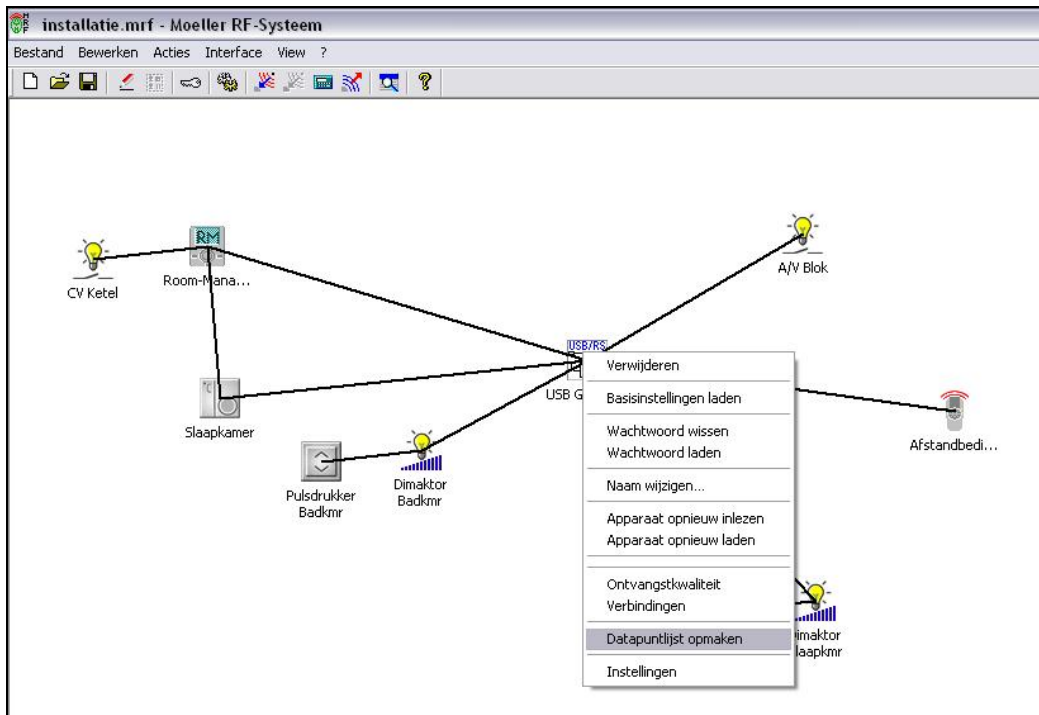 installatie.mrf - Moeller RF-Systeem
Bestand Bewerken Acties Interface View ?
RM
CV Ketel
Room-Mana...
A/V Blok
USB/RS
USB G
Slaapkamer
Afstandbedi...
Pulsdrukker
Badkmr
Dimaktor
Badkmr
Verwijderen
Basisinstellingen laden
Wachtwoord wissen
Wachtwoord laden
Naam wijzigen...
Apparaat opnieuw inlezen
Apparaat opnieuw laden
Ontvangstkwaliteit
Verbindingen
Datapuntlijst opmaken
Instellingen
imaktor
laapkmr